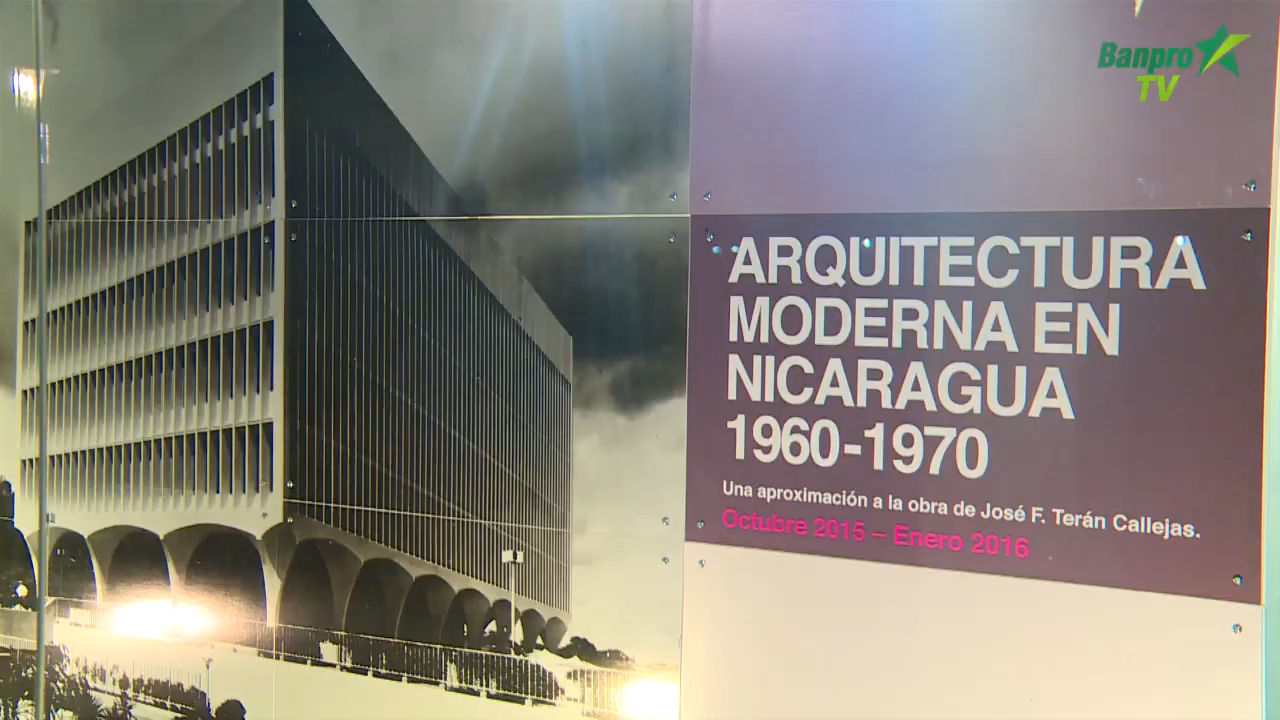 Banpro
TV
ARQUITECTURA
MODERNA EN
NICARAGUA
1960-1970
Una aproximación a la obra de José F. Terán Callejas.
Octubre 2015 – Enero 2016